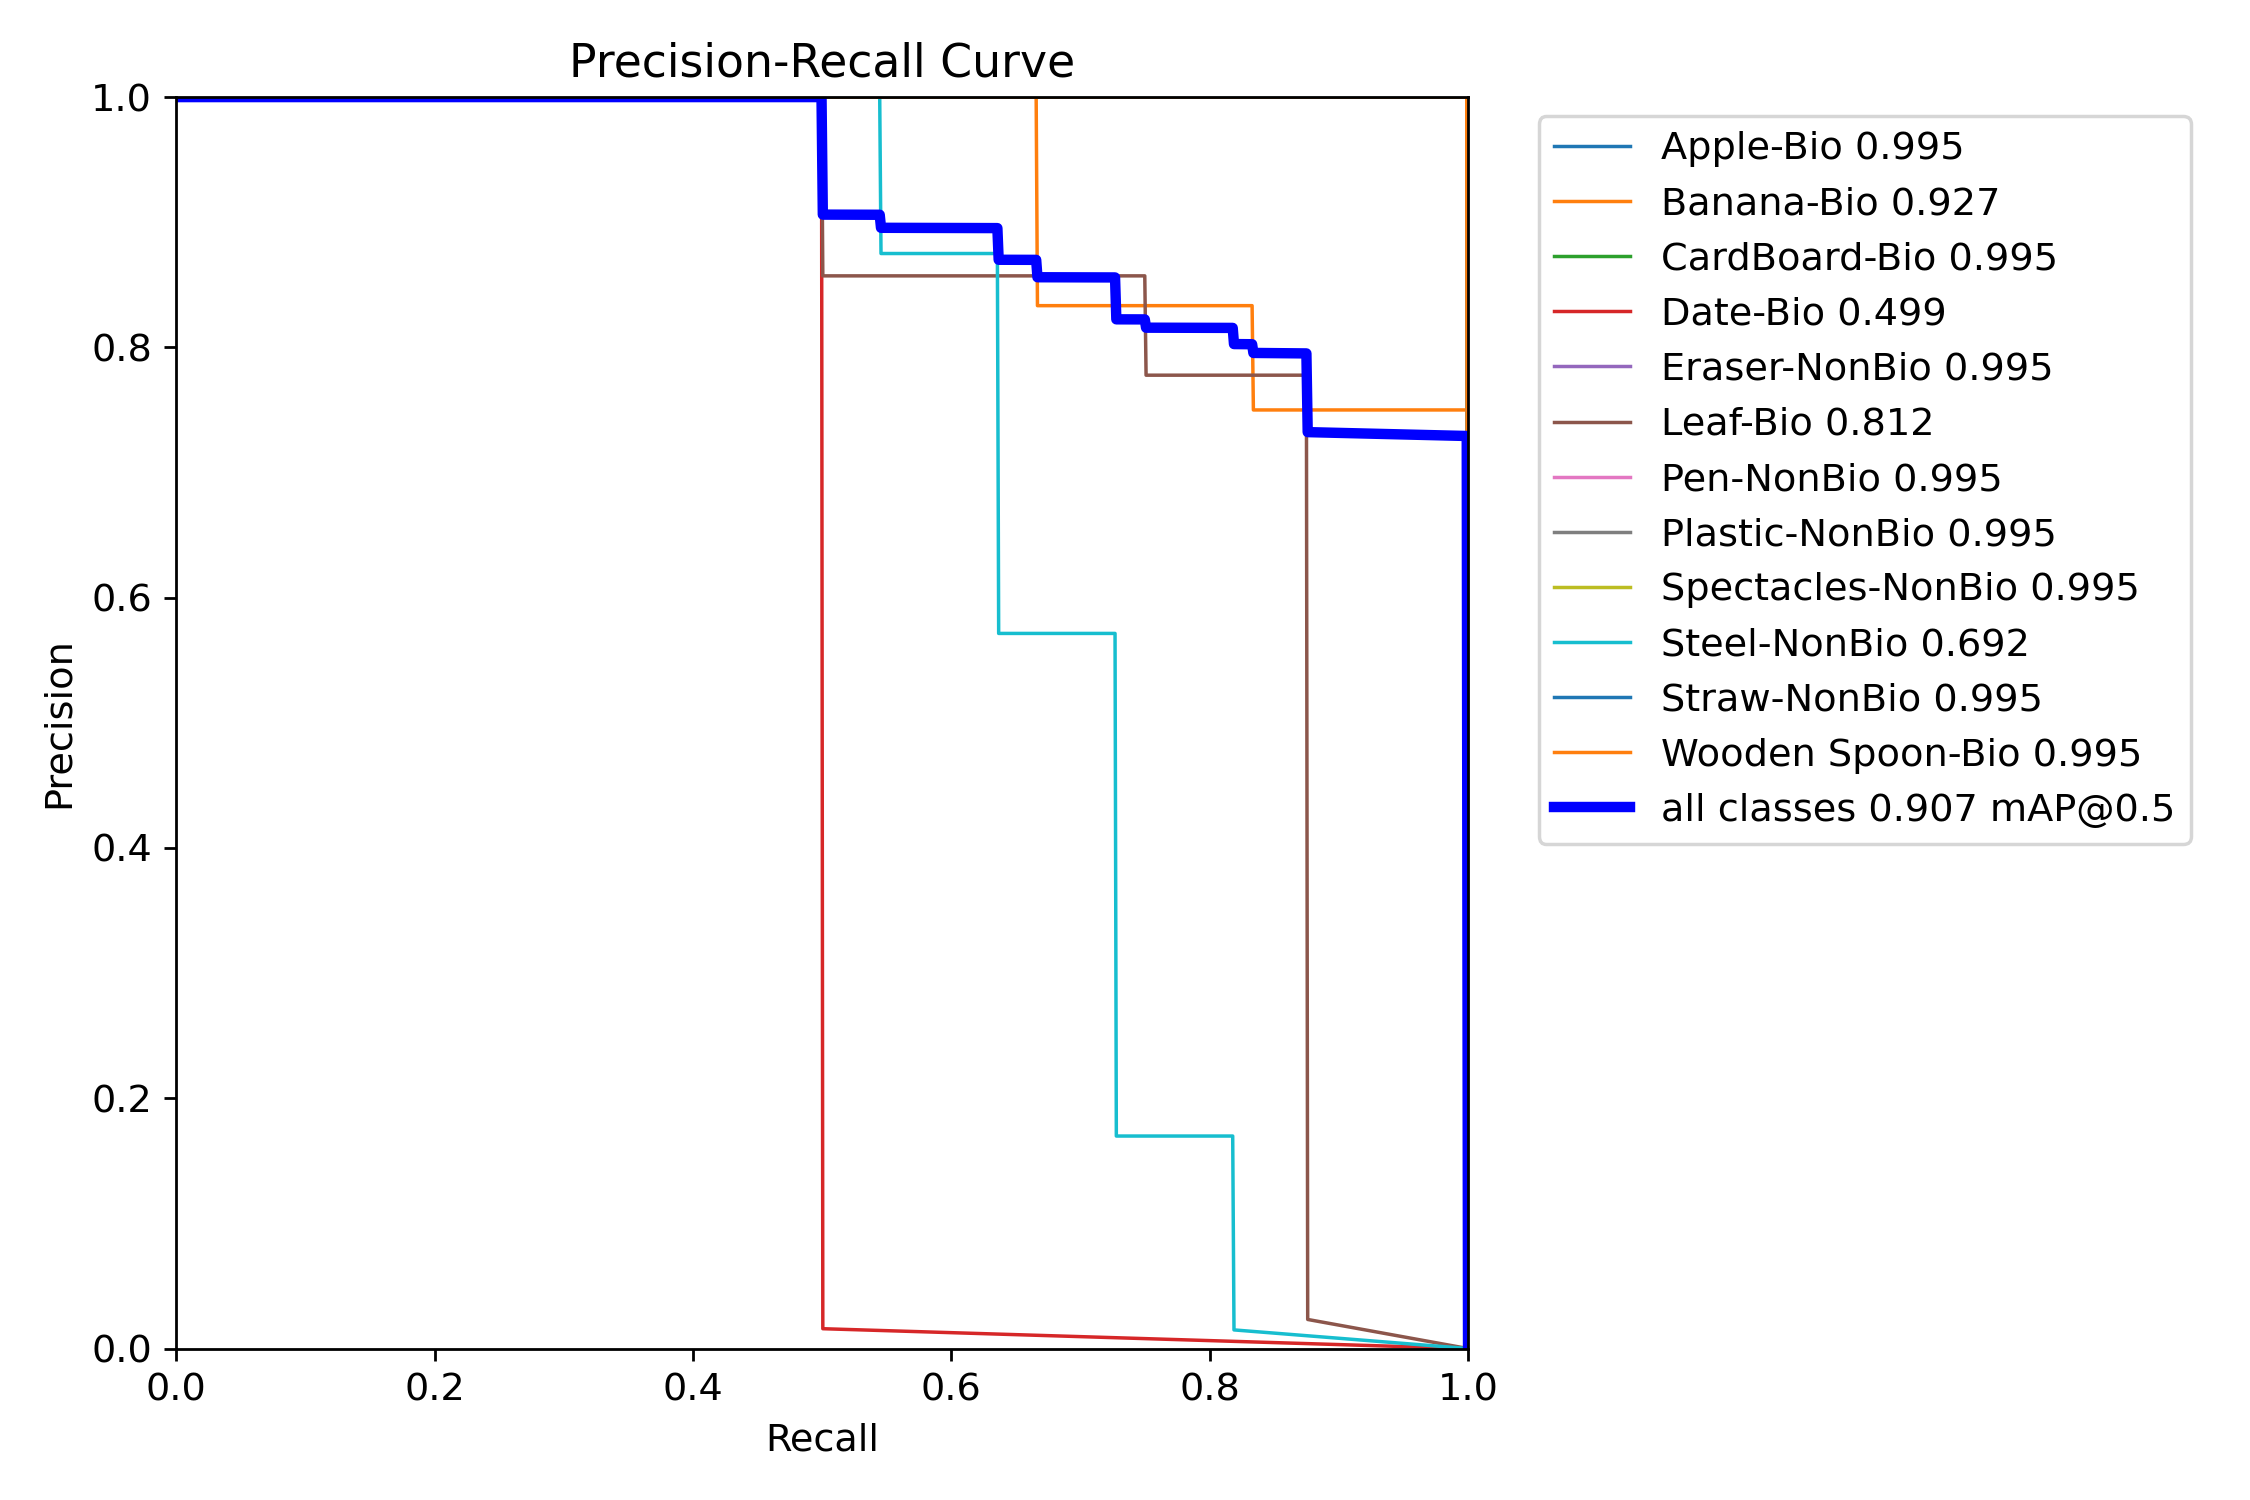 Precision-Recall Curve
1.0
0.8
0.6
0.4
0.2
0.0
Precision
0.0 0.2 0.4 0.6 0.8 1.0
Recall
Apple-Bio 0.995
Banana-Bio 0.927
CardBoard-Bio 0.995
Date-Bio 0.499
Eraser-NonBio 0.995
Leaf-Bio 0.812
Pen-NonBio 0.995
Plastic-NonBio 0.995
Spectacles-NonBio 0.995
Steel-NonBio 0.692
Straw-NonBio 0.995
Wooden Spoon-Bio 0.995
all classes 0.907 mAP@0.5